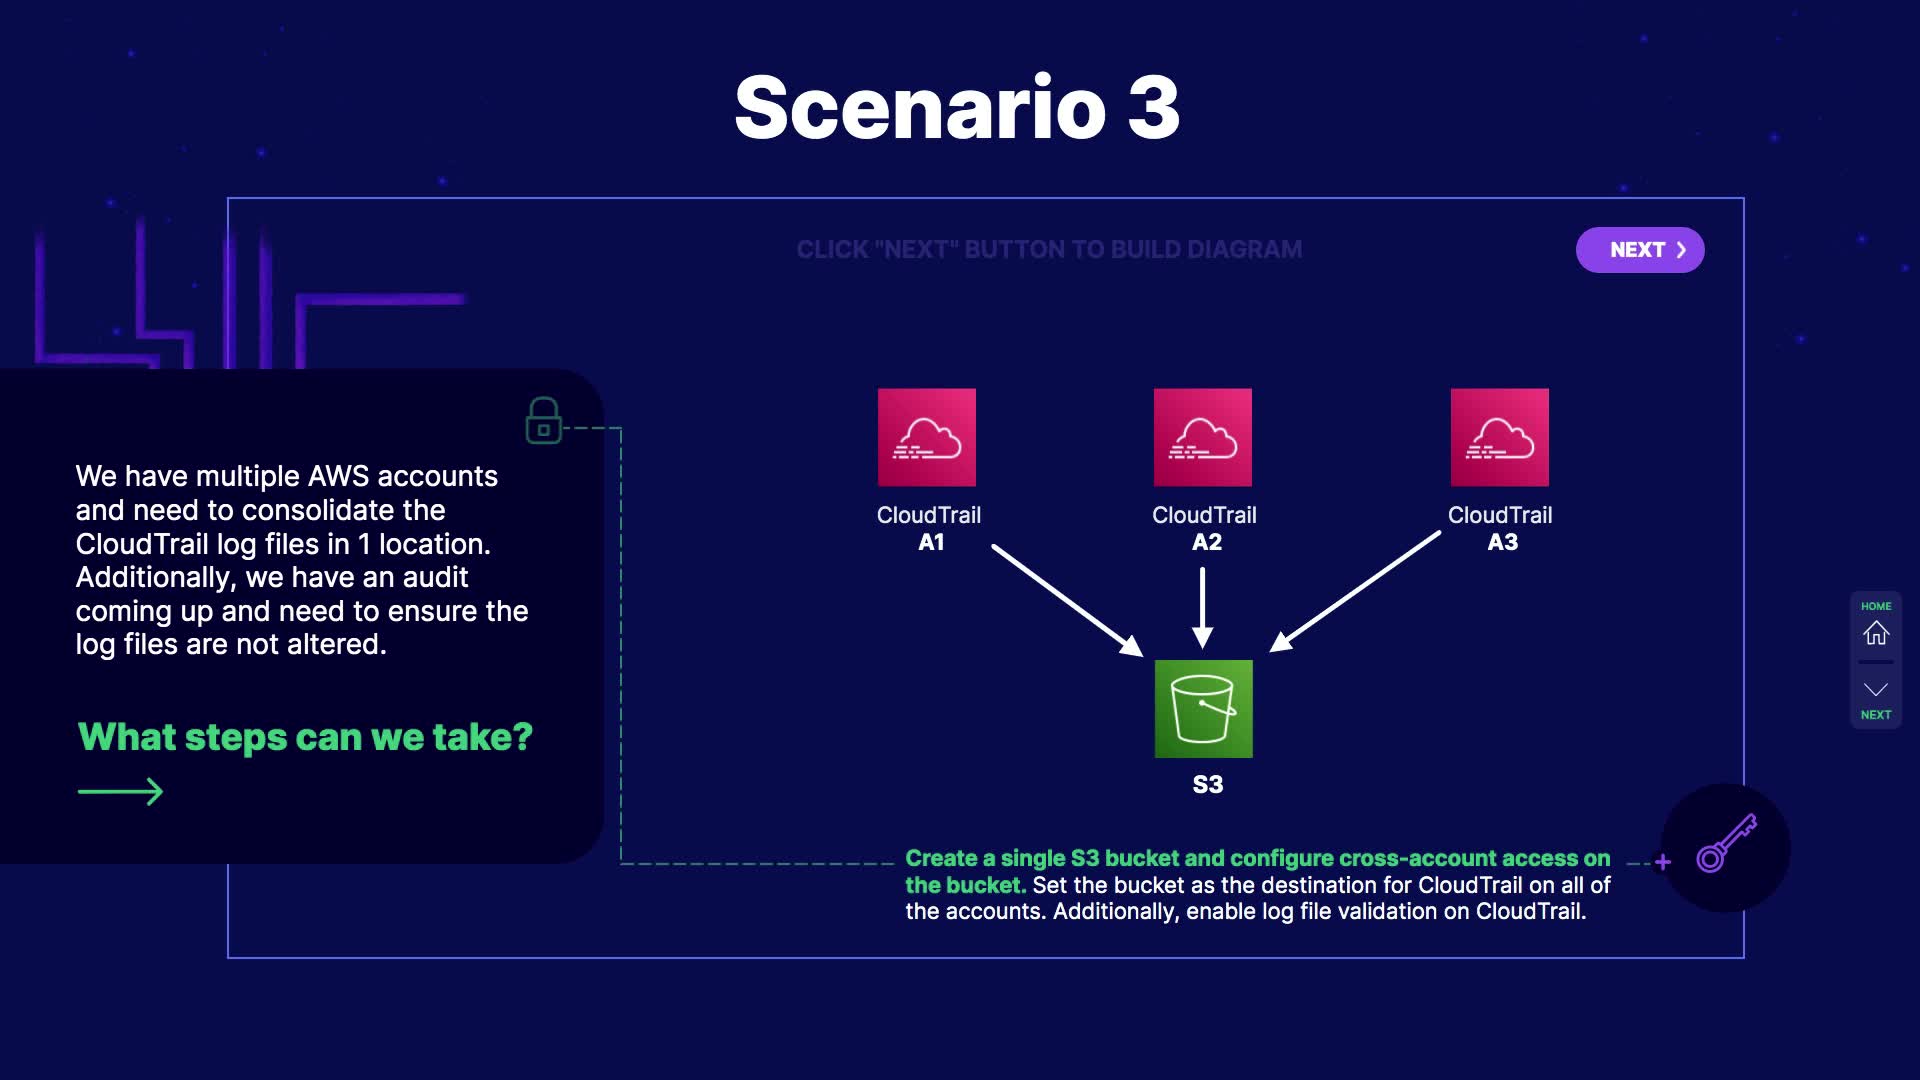 Scenario 3
CLICK "NEXT" BUTTON TO BUILD DIAGRAM
NEXT
We have multiple AWS accounts
and need to consolidate the
CloudTrail log files in 1 location.
Additionally, we have an audit
coming up and need to ensure the
log files are not altered.
What steps can we take?
CloudTrail
A1
CloudTrail
A2
CloudTrail
A3
S3
Create a single S3 bucket and configure cross-account access on
the bucket. Set the bucket as the destination for CloudTrail on all of
the accounts. Additionally, enable log file validation on CloudTrail.
HOME
NEXT